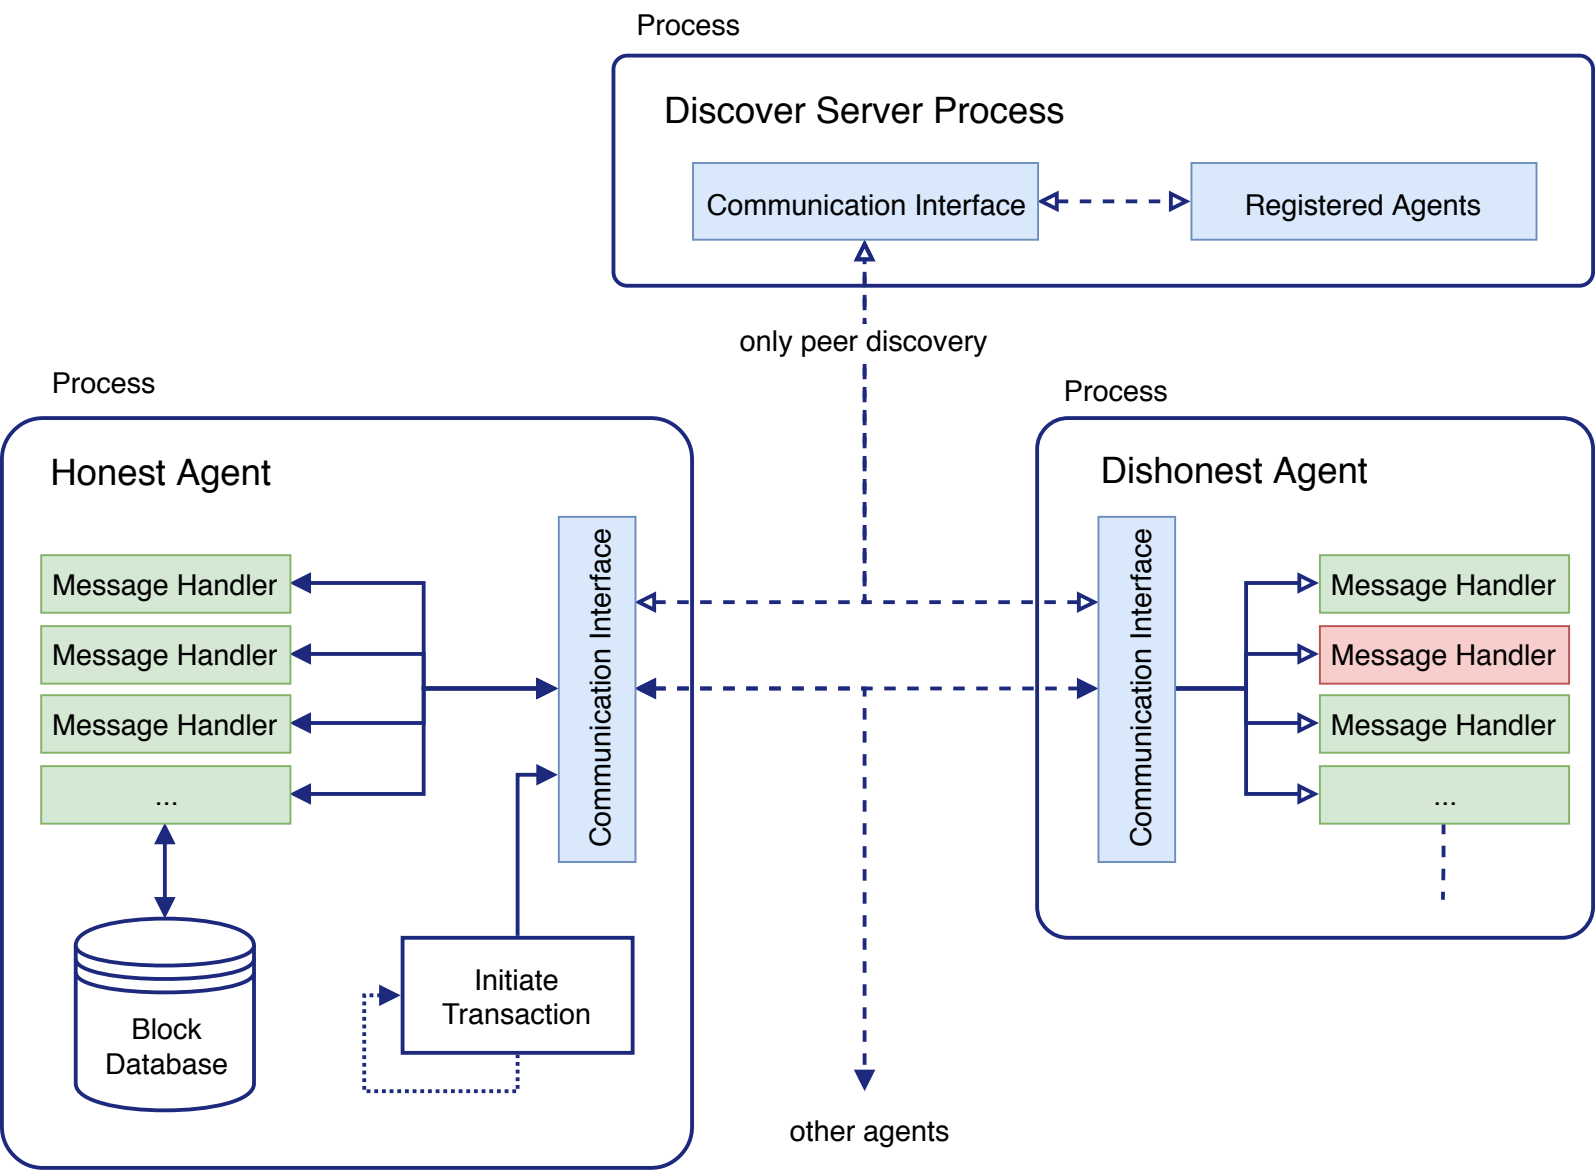 Process
Discover Server Process
Communication Interface
Registered Agents
only peer discovery
Process
Honest Agent
Message Handler
Message Handler
Message Handler
...
Communication Interface
Block
Database
Initiate
Transaction
Process
Dishonest Agent
Communication Interface
Message Handler
Message Handler
Message Handler
...
other agents